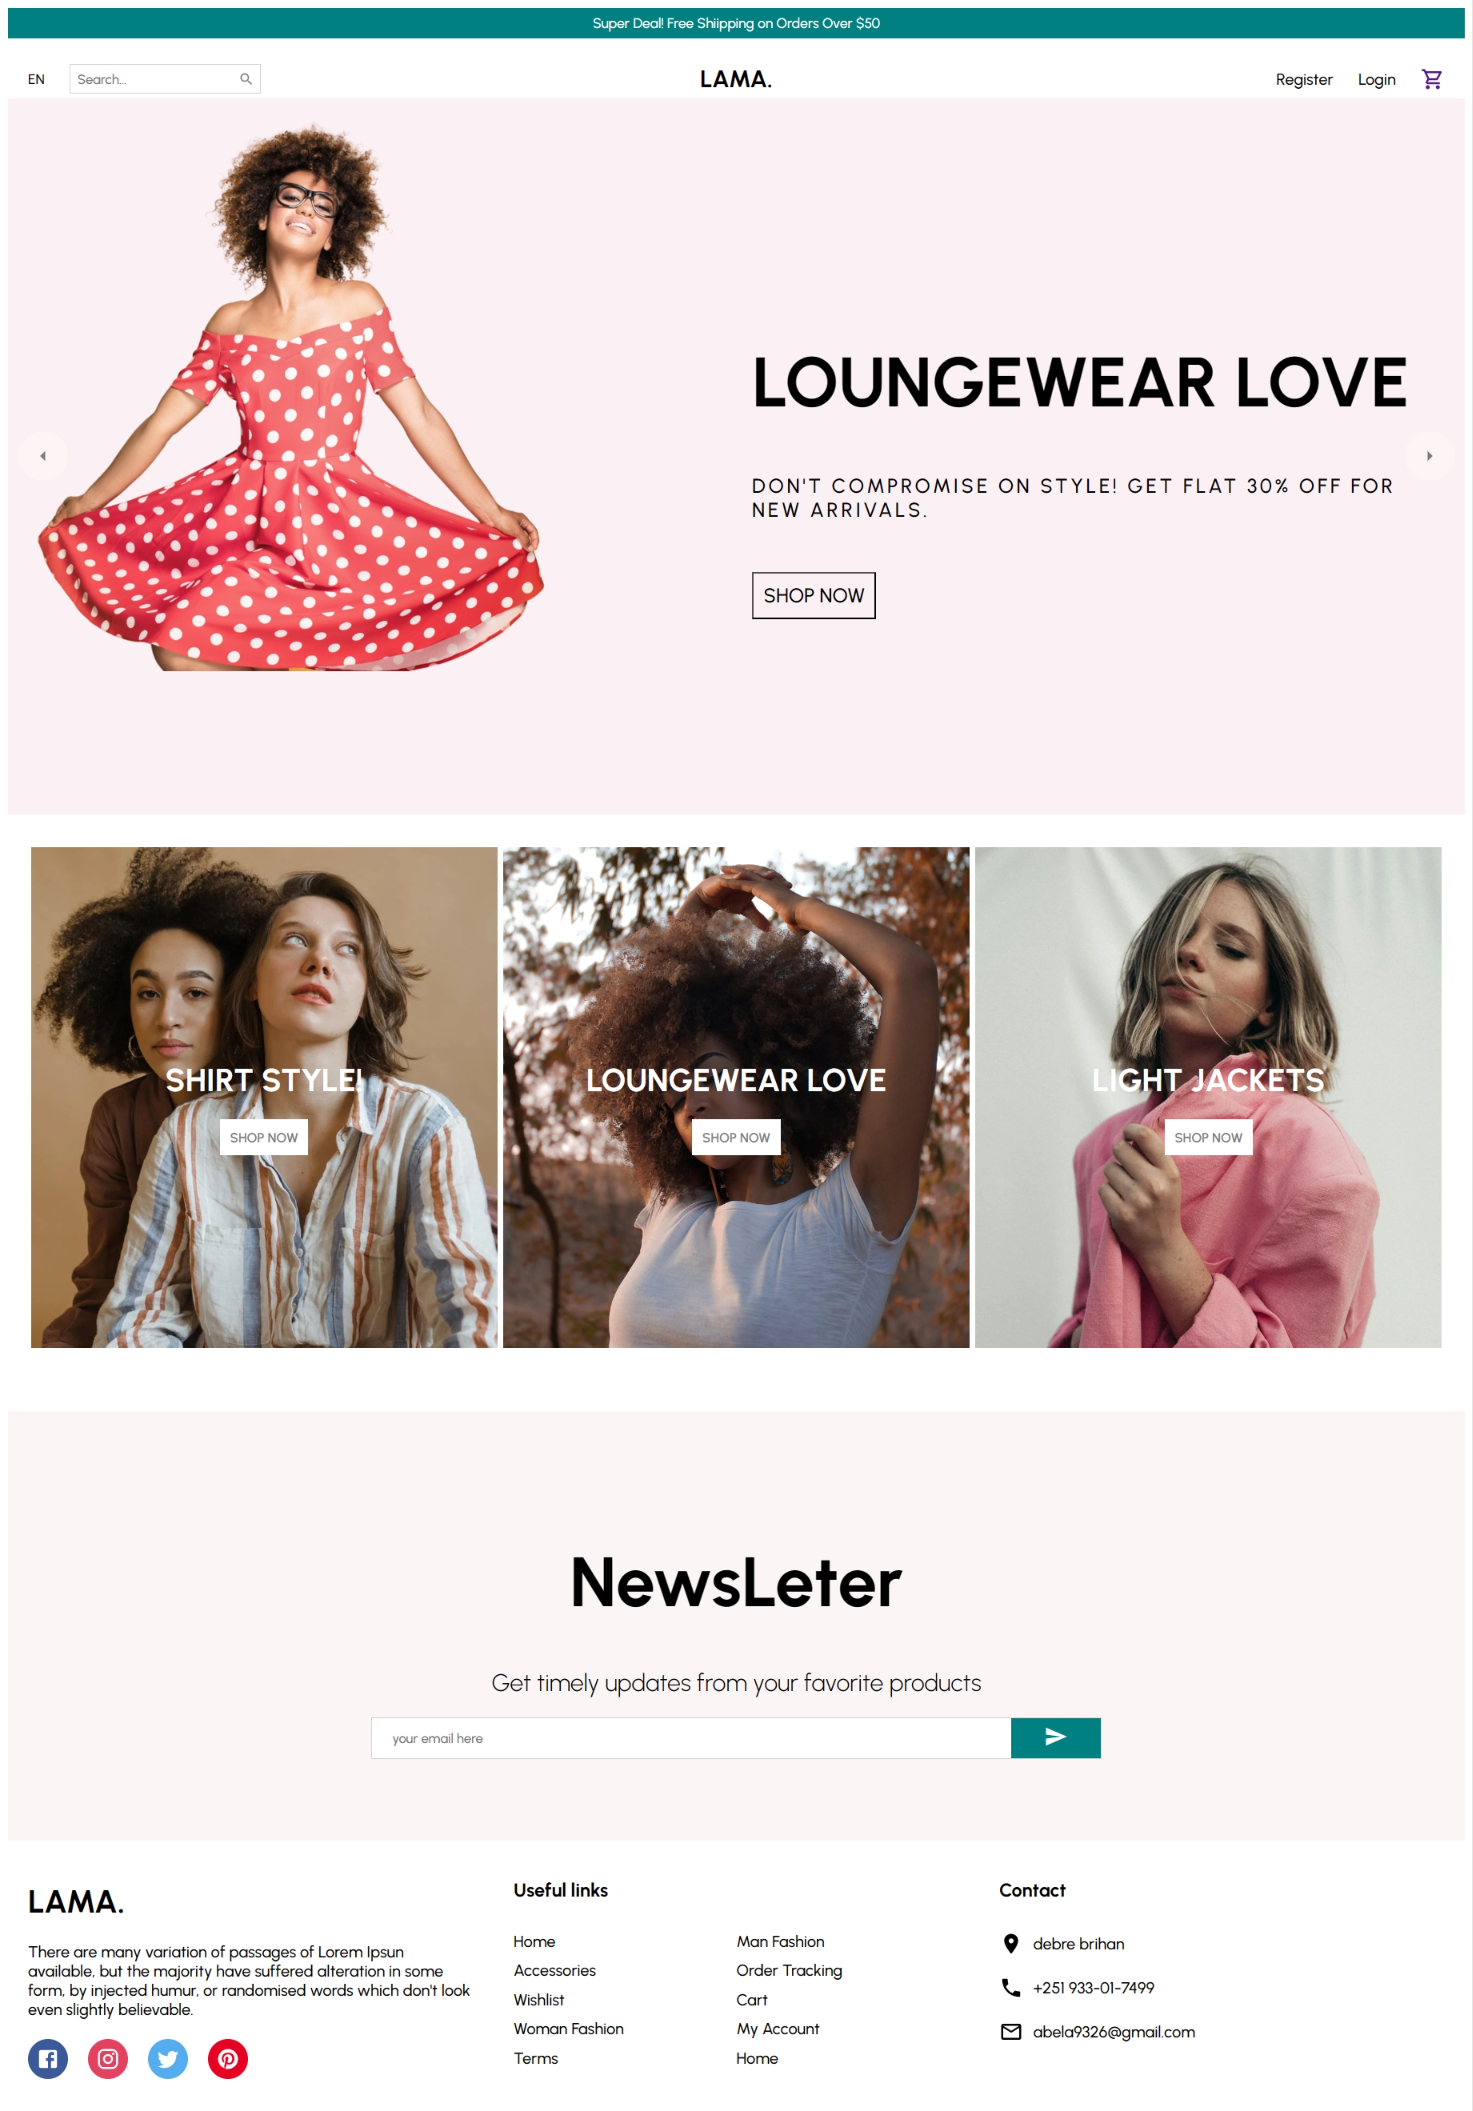 Super Deal! Free Shiipping on Orders Over $50
EN
Search...
LAMA.
Register
Login
LOUNGEWEAR LOVE
DON'T COMPROMISE ON STYLE! GET FLAT 30% OFF FOR
NEW ARRIVALS.
SHOP NOW
SHIRT STYLE!
SHOP NOW
LOUNGEWEAR LOVE
SHOP NOW
LIGHT JACKETS
SHOP NOW
NewsLeter
Get timely updates from your favorite products
your email here
LAMA.
There are many variation of passages of Lorem Ipsun
available, but the majority have suffered alteration in some
form, by injected humur, or randomised words which don't look
even slightly believable.
Useful links
Home
Accessories
Wishlist
Woman Fashion
Terms
Man Fashion
Order Tracking
Cart
My Account
Home
Contact
debre brihan
+251 933-01-7499
abela9326@gmail.com